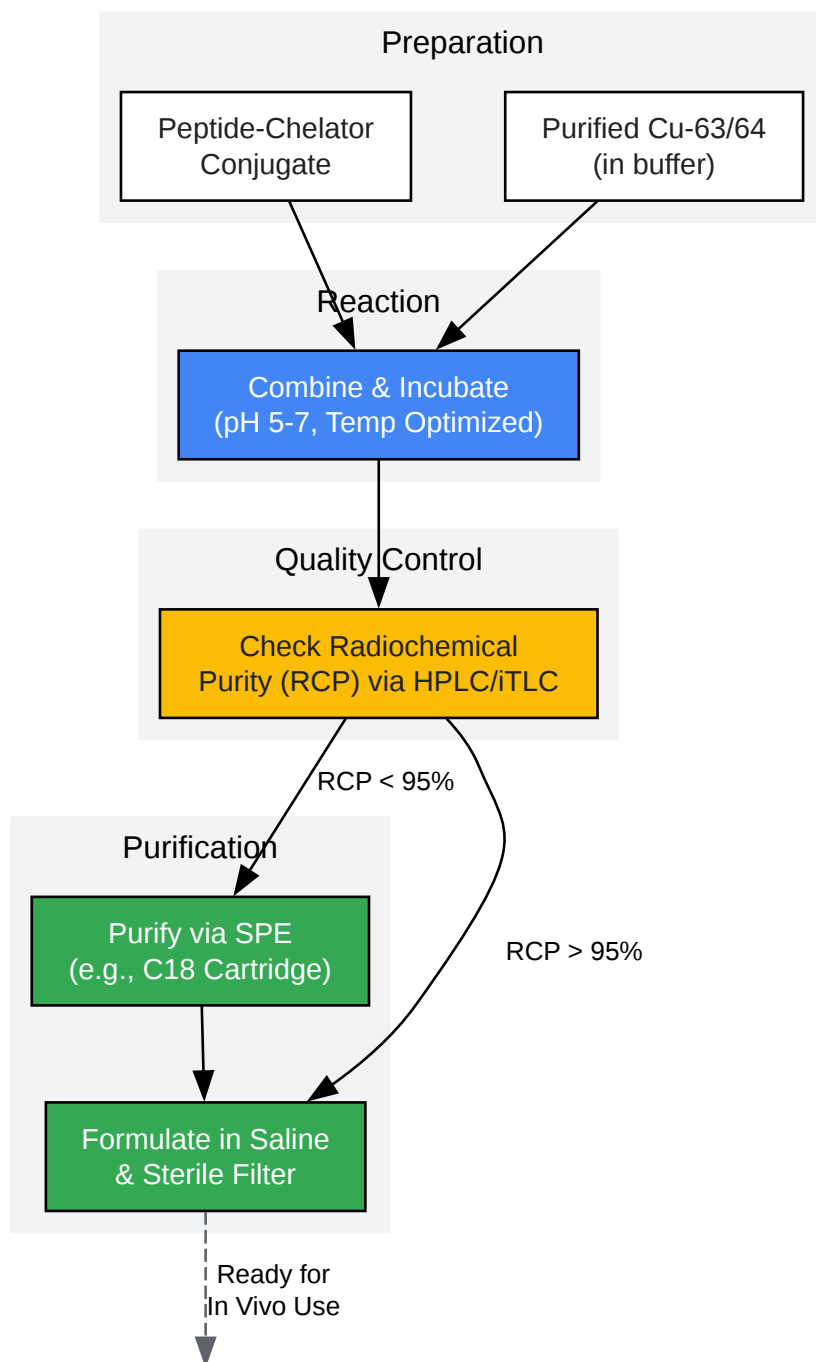 Preparation
Peptide-Chelator
Conjugate
Purified Cu-63/64
(in buffer)
Reaction
Combine & Incubate
(pH 5-7, Temp Optimized)
Quality Control
Check Radiochemical
Purity (RCP) via HPLC/iTLC
RCP < 95%
Purification
Purify via SPE
(e.g., C18 Cartridge)
RCP > 95%
Formulate in Saline
& Sterile Filter
Ready for
In Vivo Use